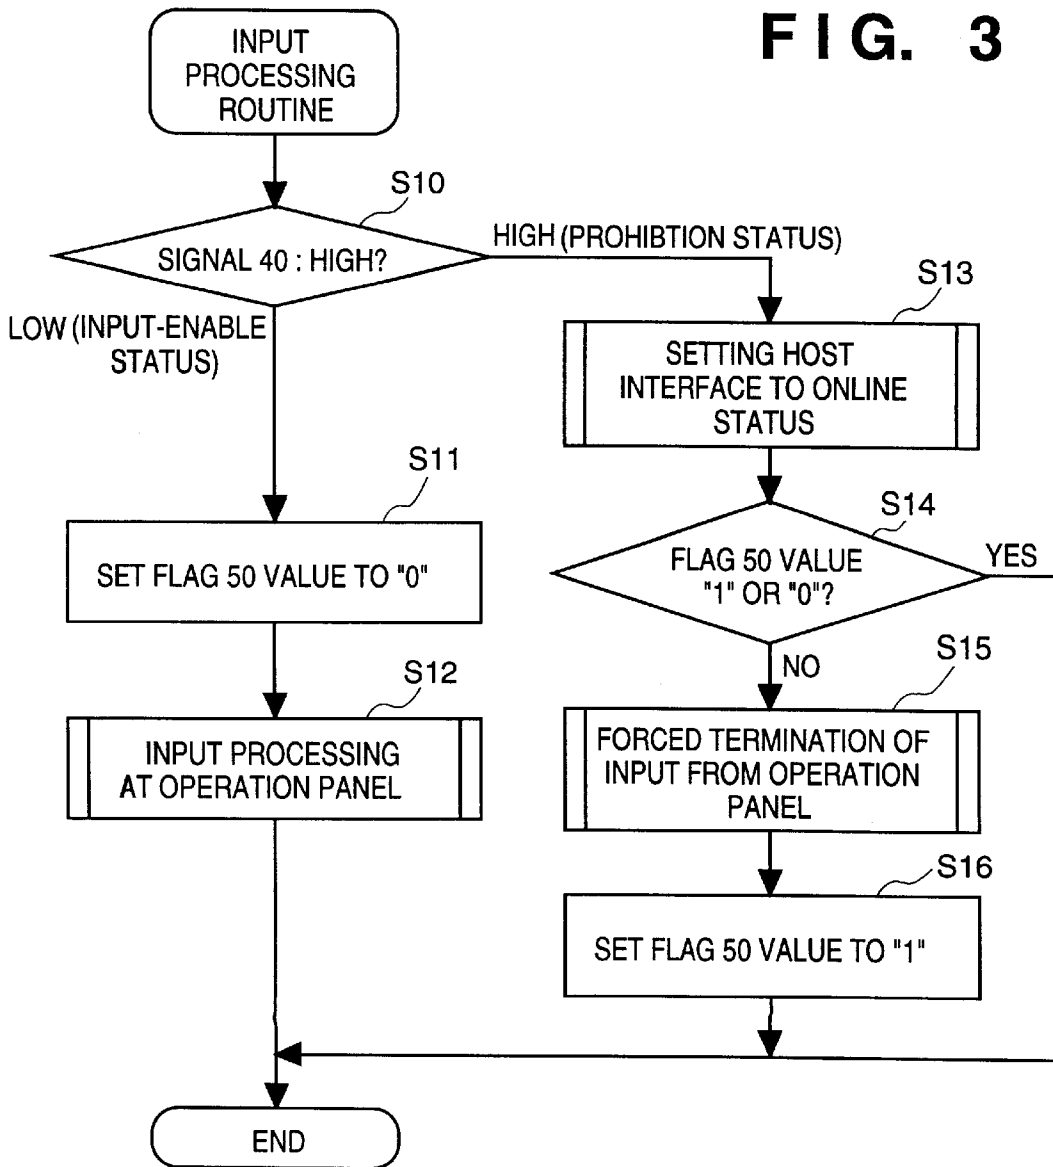 FIG. 3
INPUT
PROCESSING
ROUTINE
S10
SIGNAL 40 : HIGH?
HIGH (PROHIBTION STATUS)
LOW (INPUT-ENABLE
STATUS)
S13
SETTING HOST
INTERFACE TO ONLINE
STATUS
S11
SET FLAG 50 VALUE TO "0"
S14
FLAG 50 VALUE
"1" OR "0"?
YES
NO
S12
INPUT PROCESSING
AT OPERATION PANEL
S15
FORCED TERMINATION OF
INPUT FROM OPERATION
PANEL
S16
SET FLAG 50 VALUE TO "1"
END